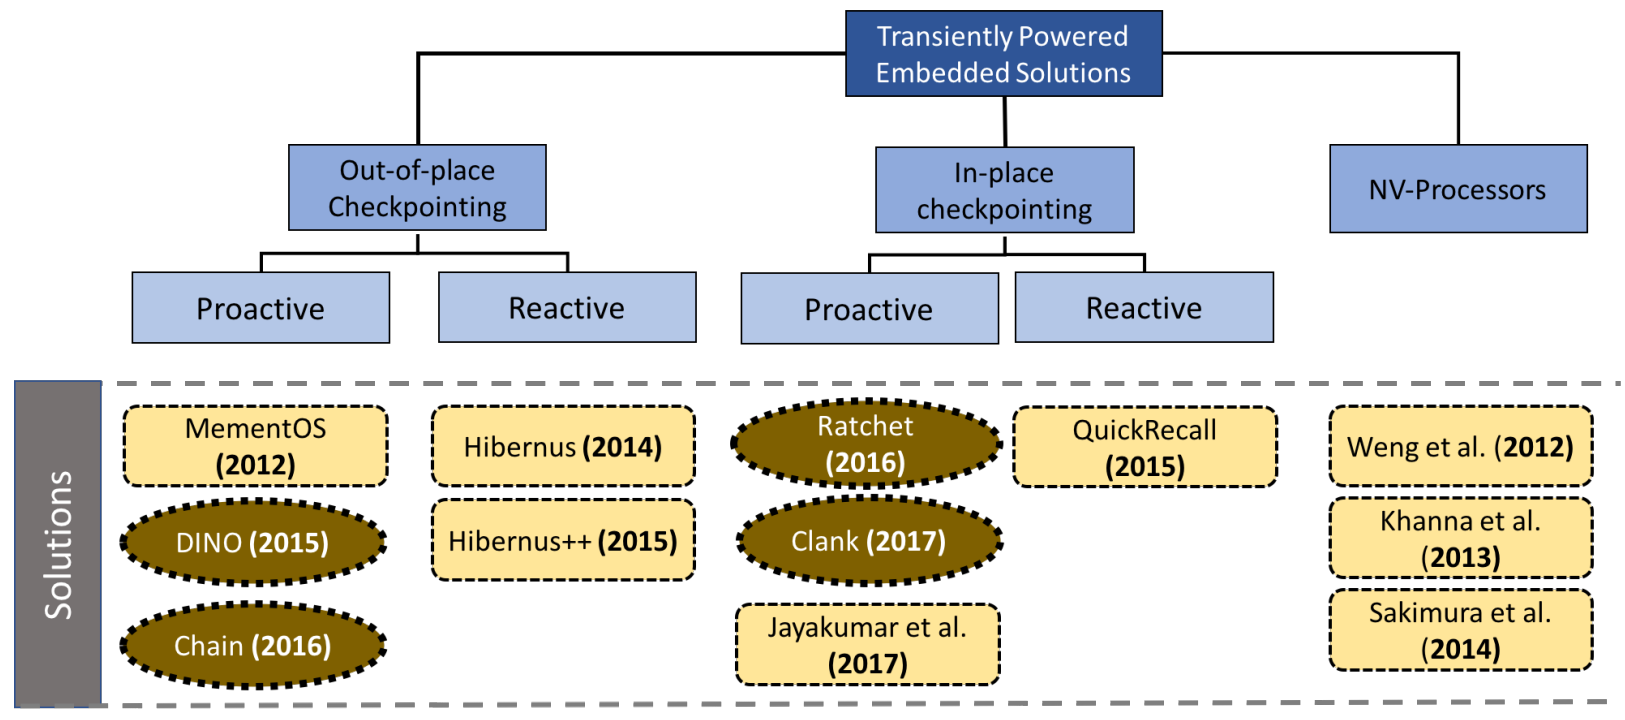 Transiently Powered
Embedded Solutions
Out-of-place
Checkpointing
In-place
checkpointing
NV-Processors
Proactive
Reactive
Proactive
Reactive
Solutions
MementOS
(2012)
DINO (2015)
Chain (2016)
Hibernus (2014)
Hibernus++ (2015)
Ratchet
(2016)
Clank (2017)
Jayakumar et al.
(2017)
QuickRecall
(2015)
Weng et al. (2012)
Khanna et al.
(2013)
Sakimura et al.
(2014)